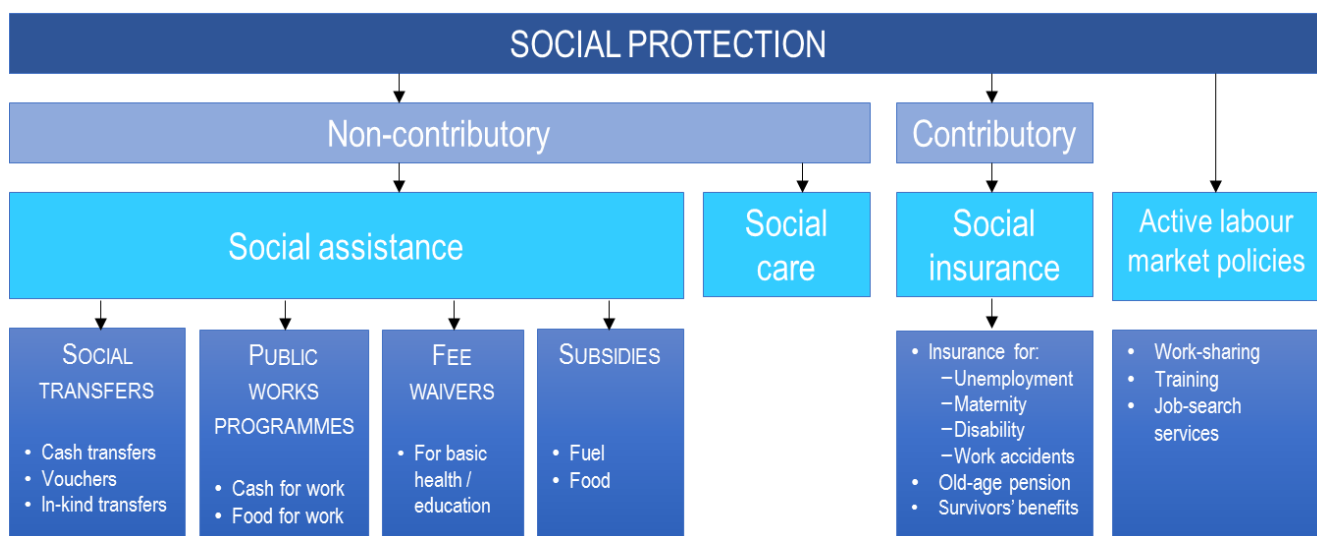 SOCIAL PROTECTION
Non-contributory
Contributory
Social assistance
Social
care
Social
insurance
Active labour
market policies
SOCIAL
TRANSFERS
• Cash transfers
• Vouchers
• In-kind transfers
PUBLIC
WORKS
PROGRAMMES
• Cash for work
• Food for work
FEE
WAIVERS
• For basic
health /
education
SUBSIDIES
• Fuel
• Food
• Insurance for:
–Unemployment
–Maternity
–Disability
–Work accidents
• Old-age pension
• Survivors’ benefits
• Work-sharing
• Training
• Job-search
services